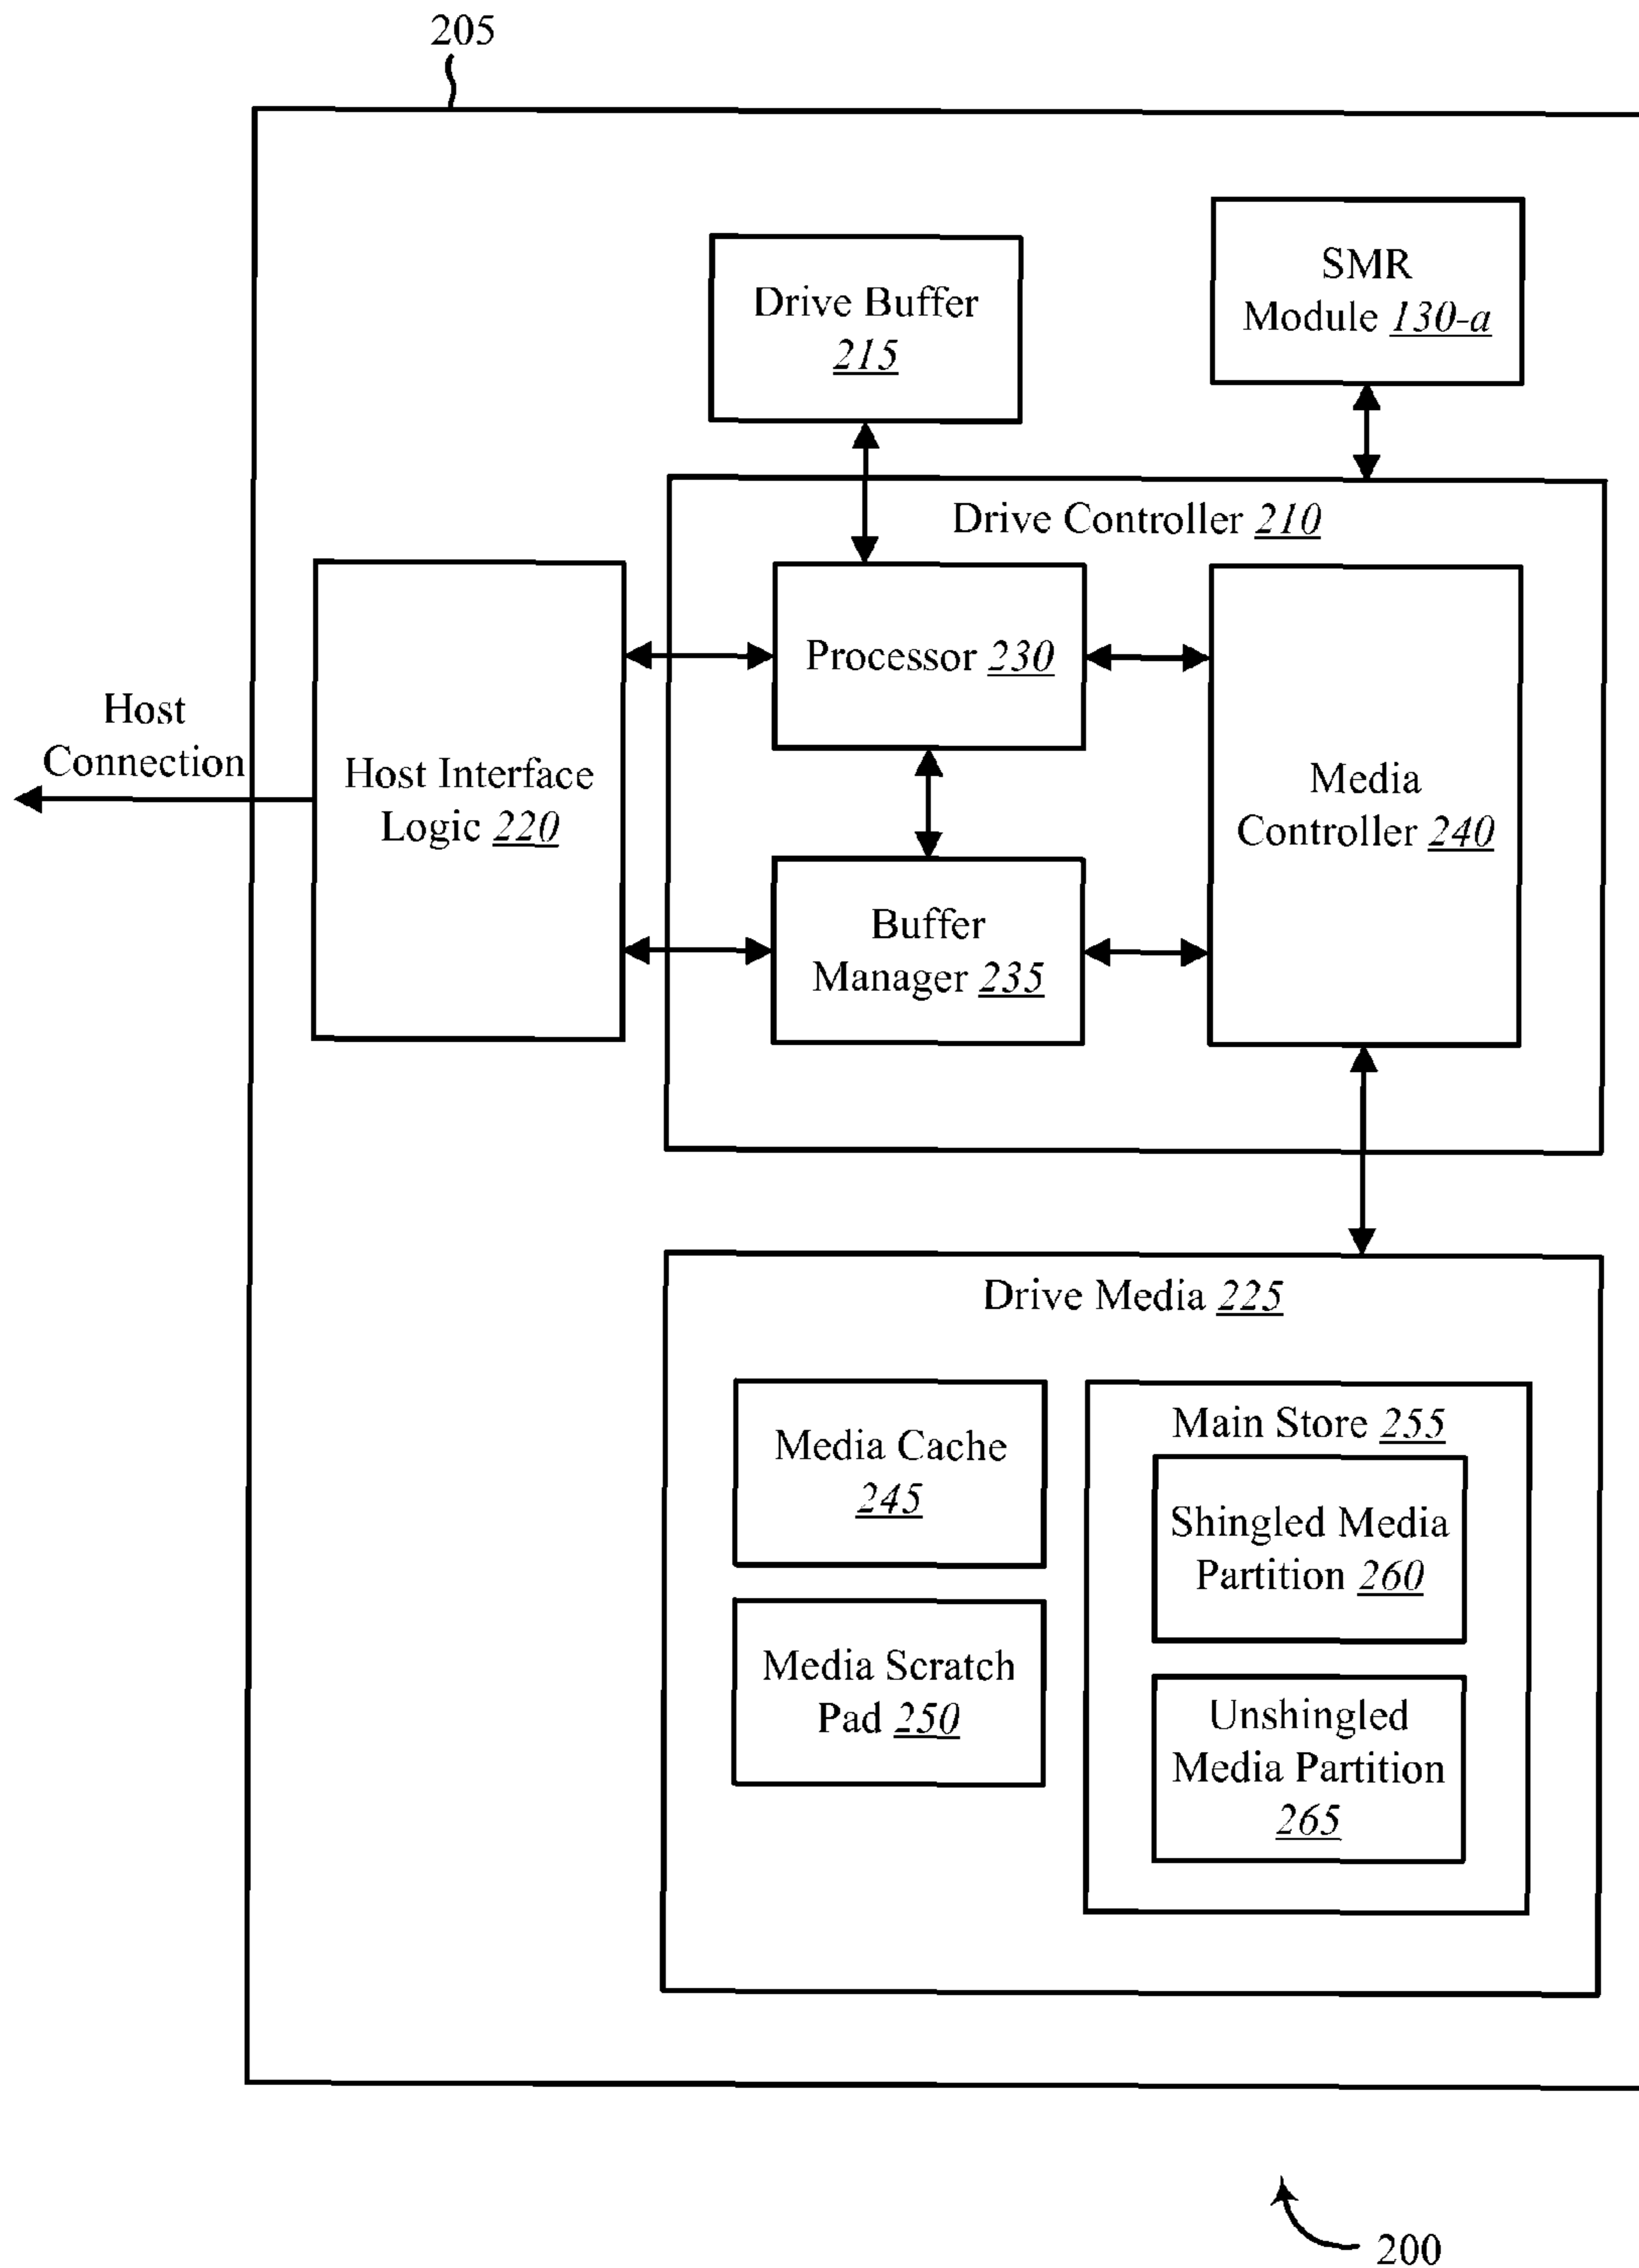 205
Drive Buffer
215
SMR
Module 130-a
Drive Controller 210
Processor 230
Host
Connection
Host Interface
Logic 220
Media
Controller 240
Buffer
Manager 235
Drive Media 225
Media Cache
245
Main Store 255
Shingled Media
Partition 260
Media Scratch
Pad 250
Unshingled
Media Partition
265
200